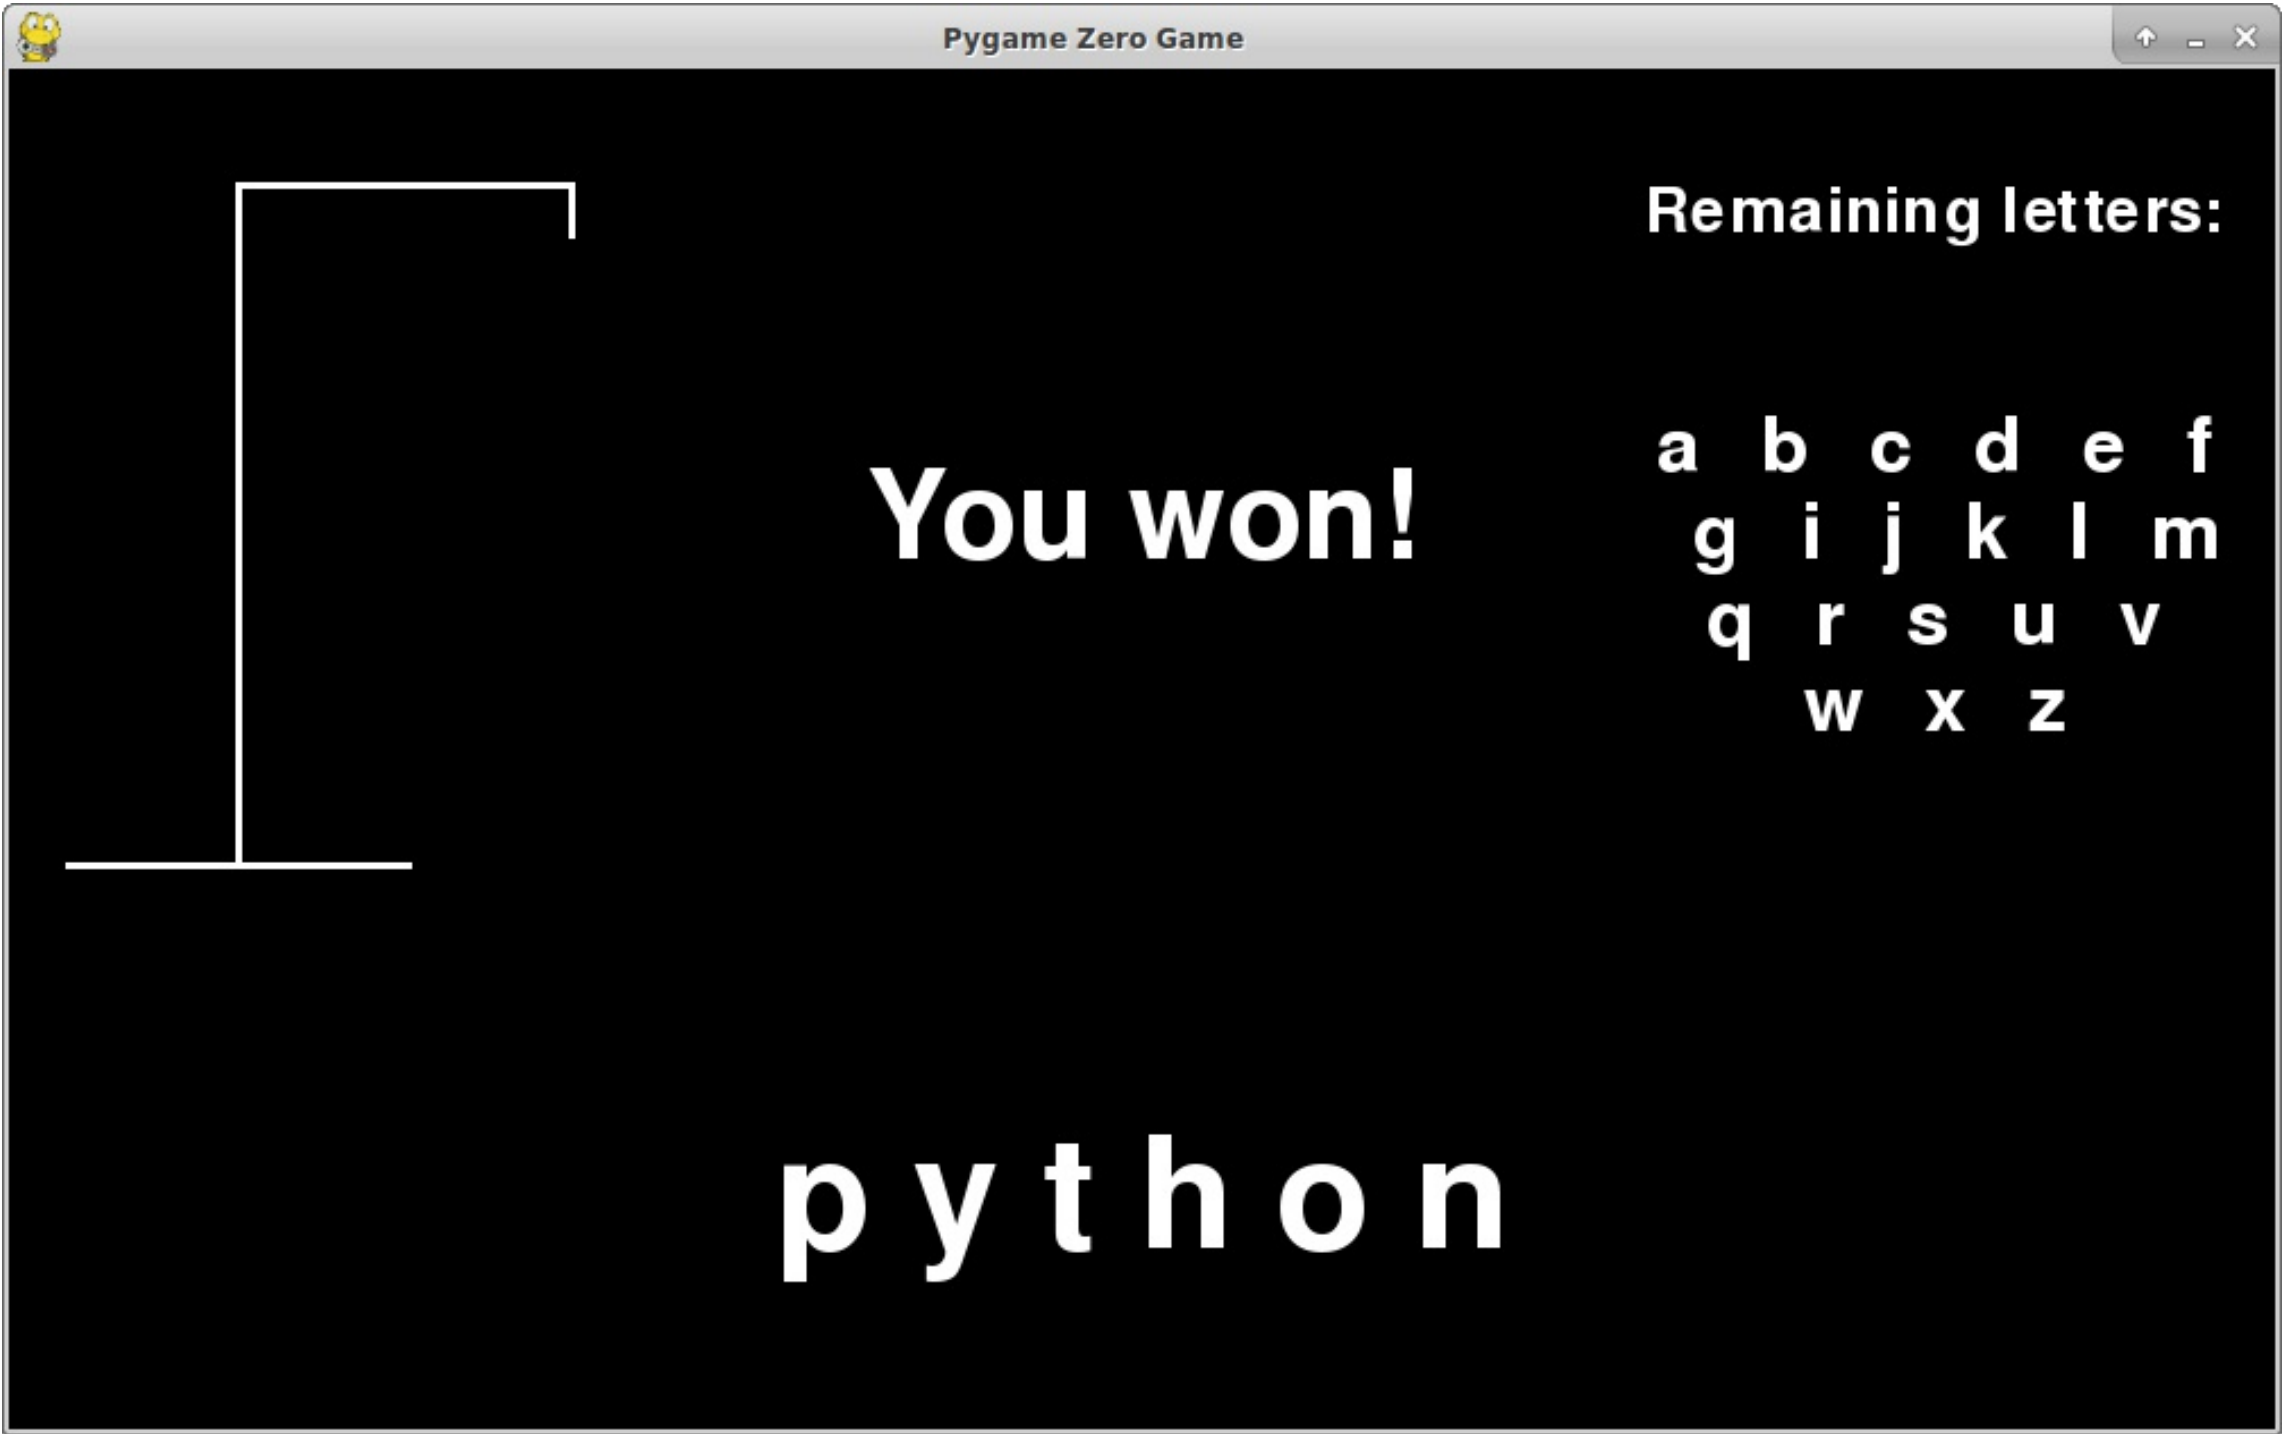 Pygame Zero Game
Remaining letters:
a b c d e f
g i j k l m
q r s u v
w x z
You won!
p y t h o n